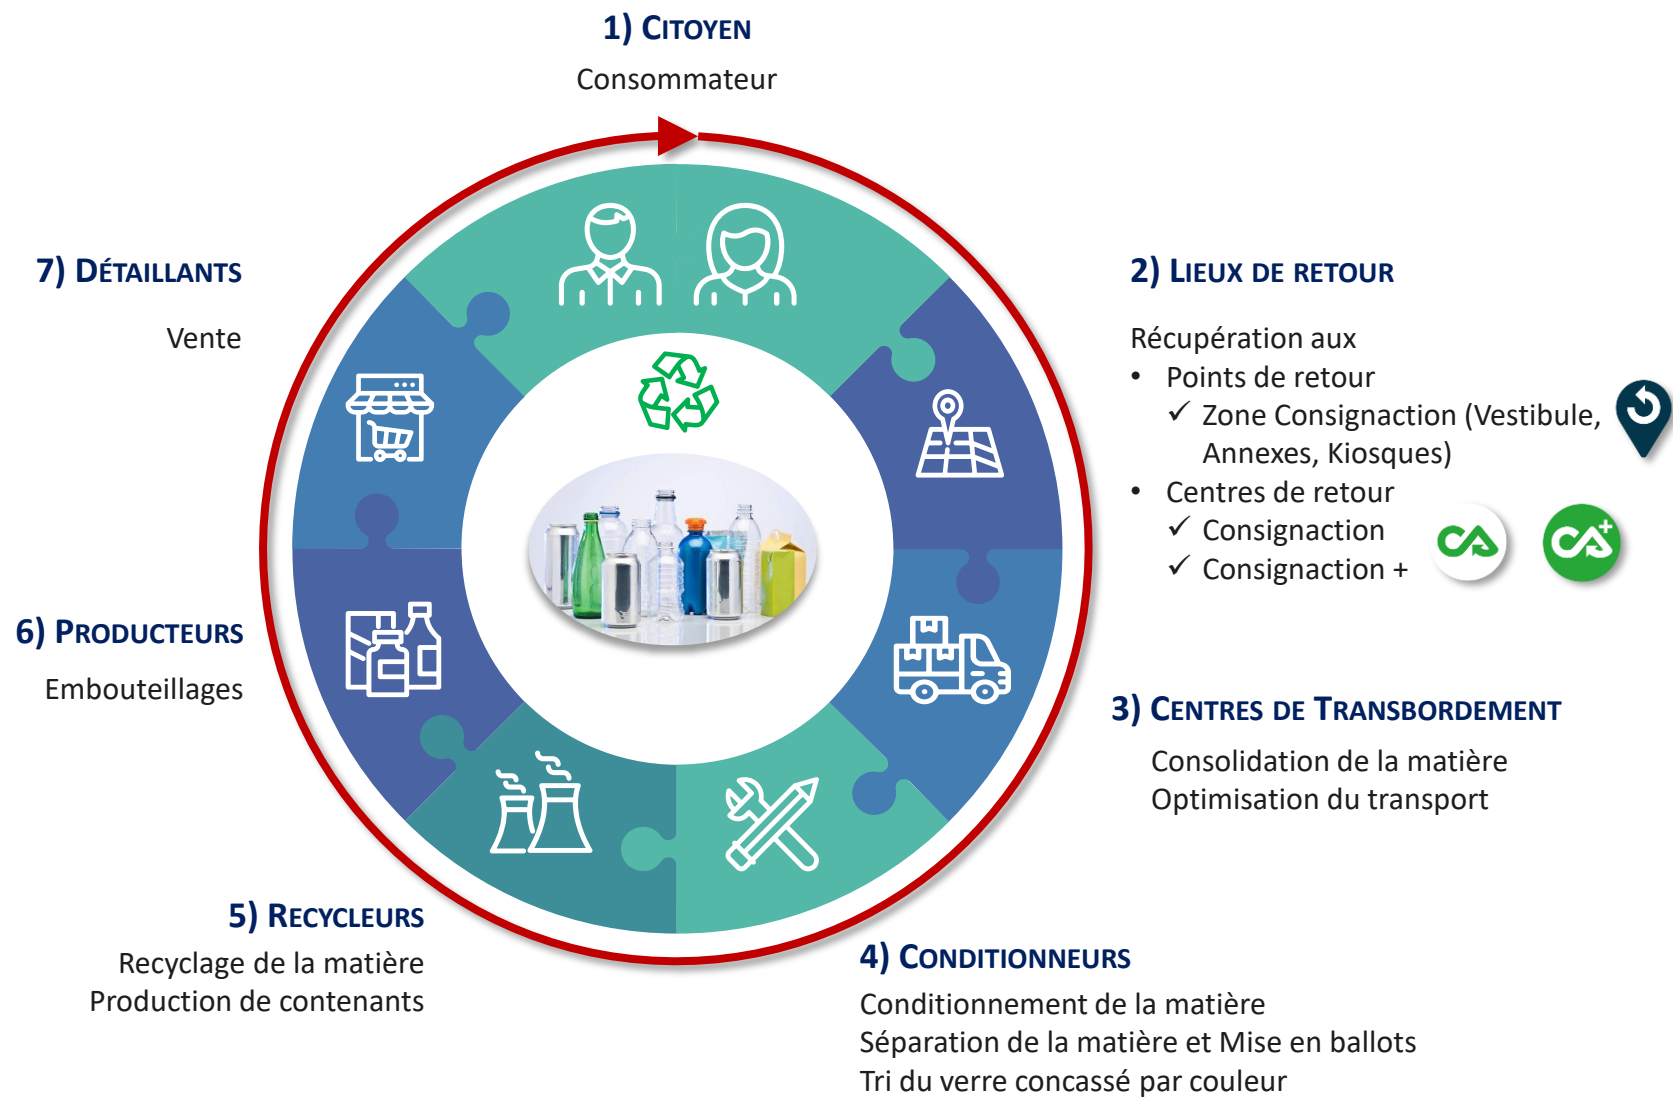 1) CITOYEN
Consommateur
2) LIEUX DE RETOUR
Récupération aux
• Points de retour
✓ Zone Consignaction (Vestibule,
Annexes, Kiosques)
• Centres de retour
✓ Consignaction
✓ Consignaction +
CA
CA+
3) CENTRES DE TRANSBORDEMENT
Consolidation de la matière
Optimisation du transport
4) CONDITIONNEURS
Conditionnement de la matière
Séparation de la matière et Mise en ballots
Tri du verre concassé par couleur
5) RECYCLEURS
Recyclage de la matière
Production de contenants
6) PRODUCTEURS
Embouteillages
7) DÉTAILLANTS
Vente